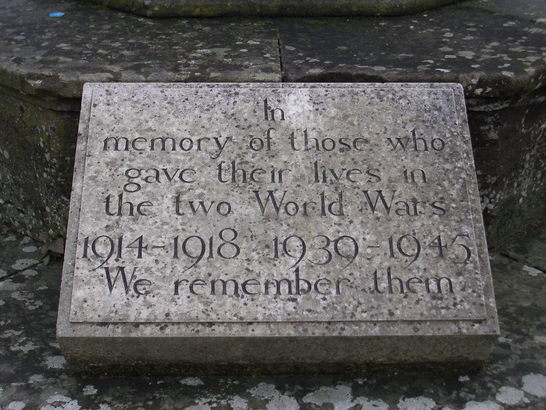 In
memory of those who
gave their lives in
the two World Wars
1914-1918 1939-1945
We remember them